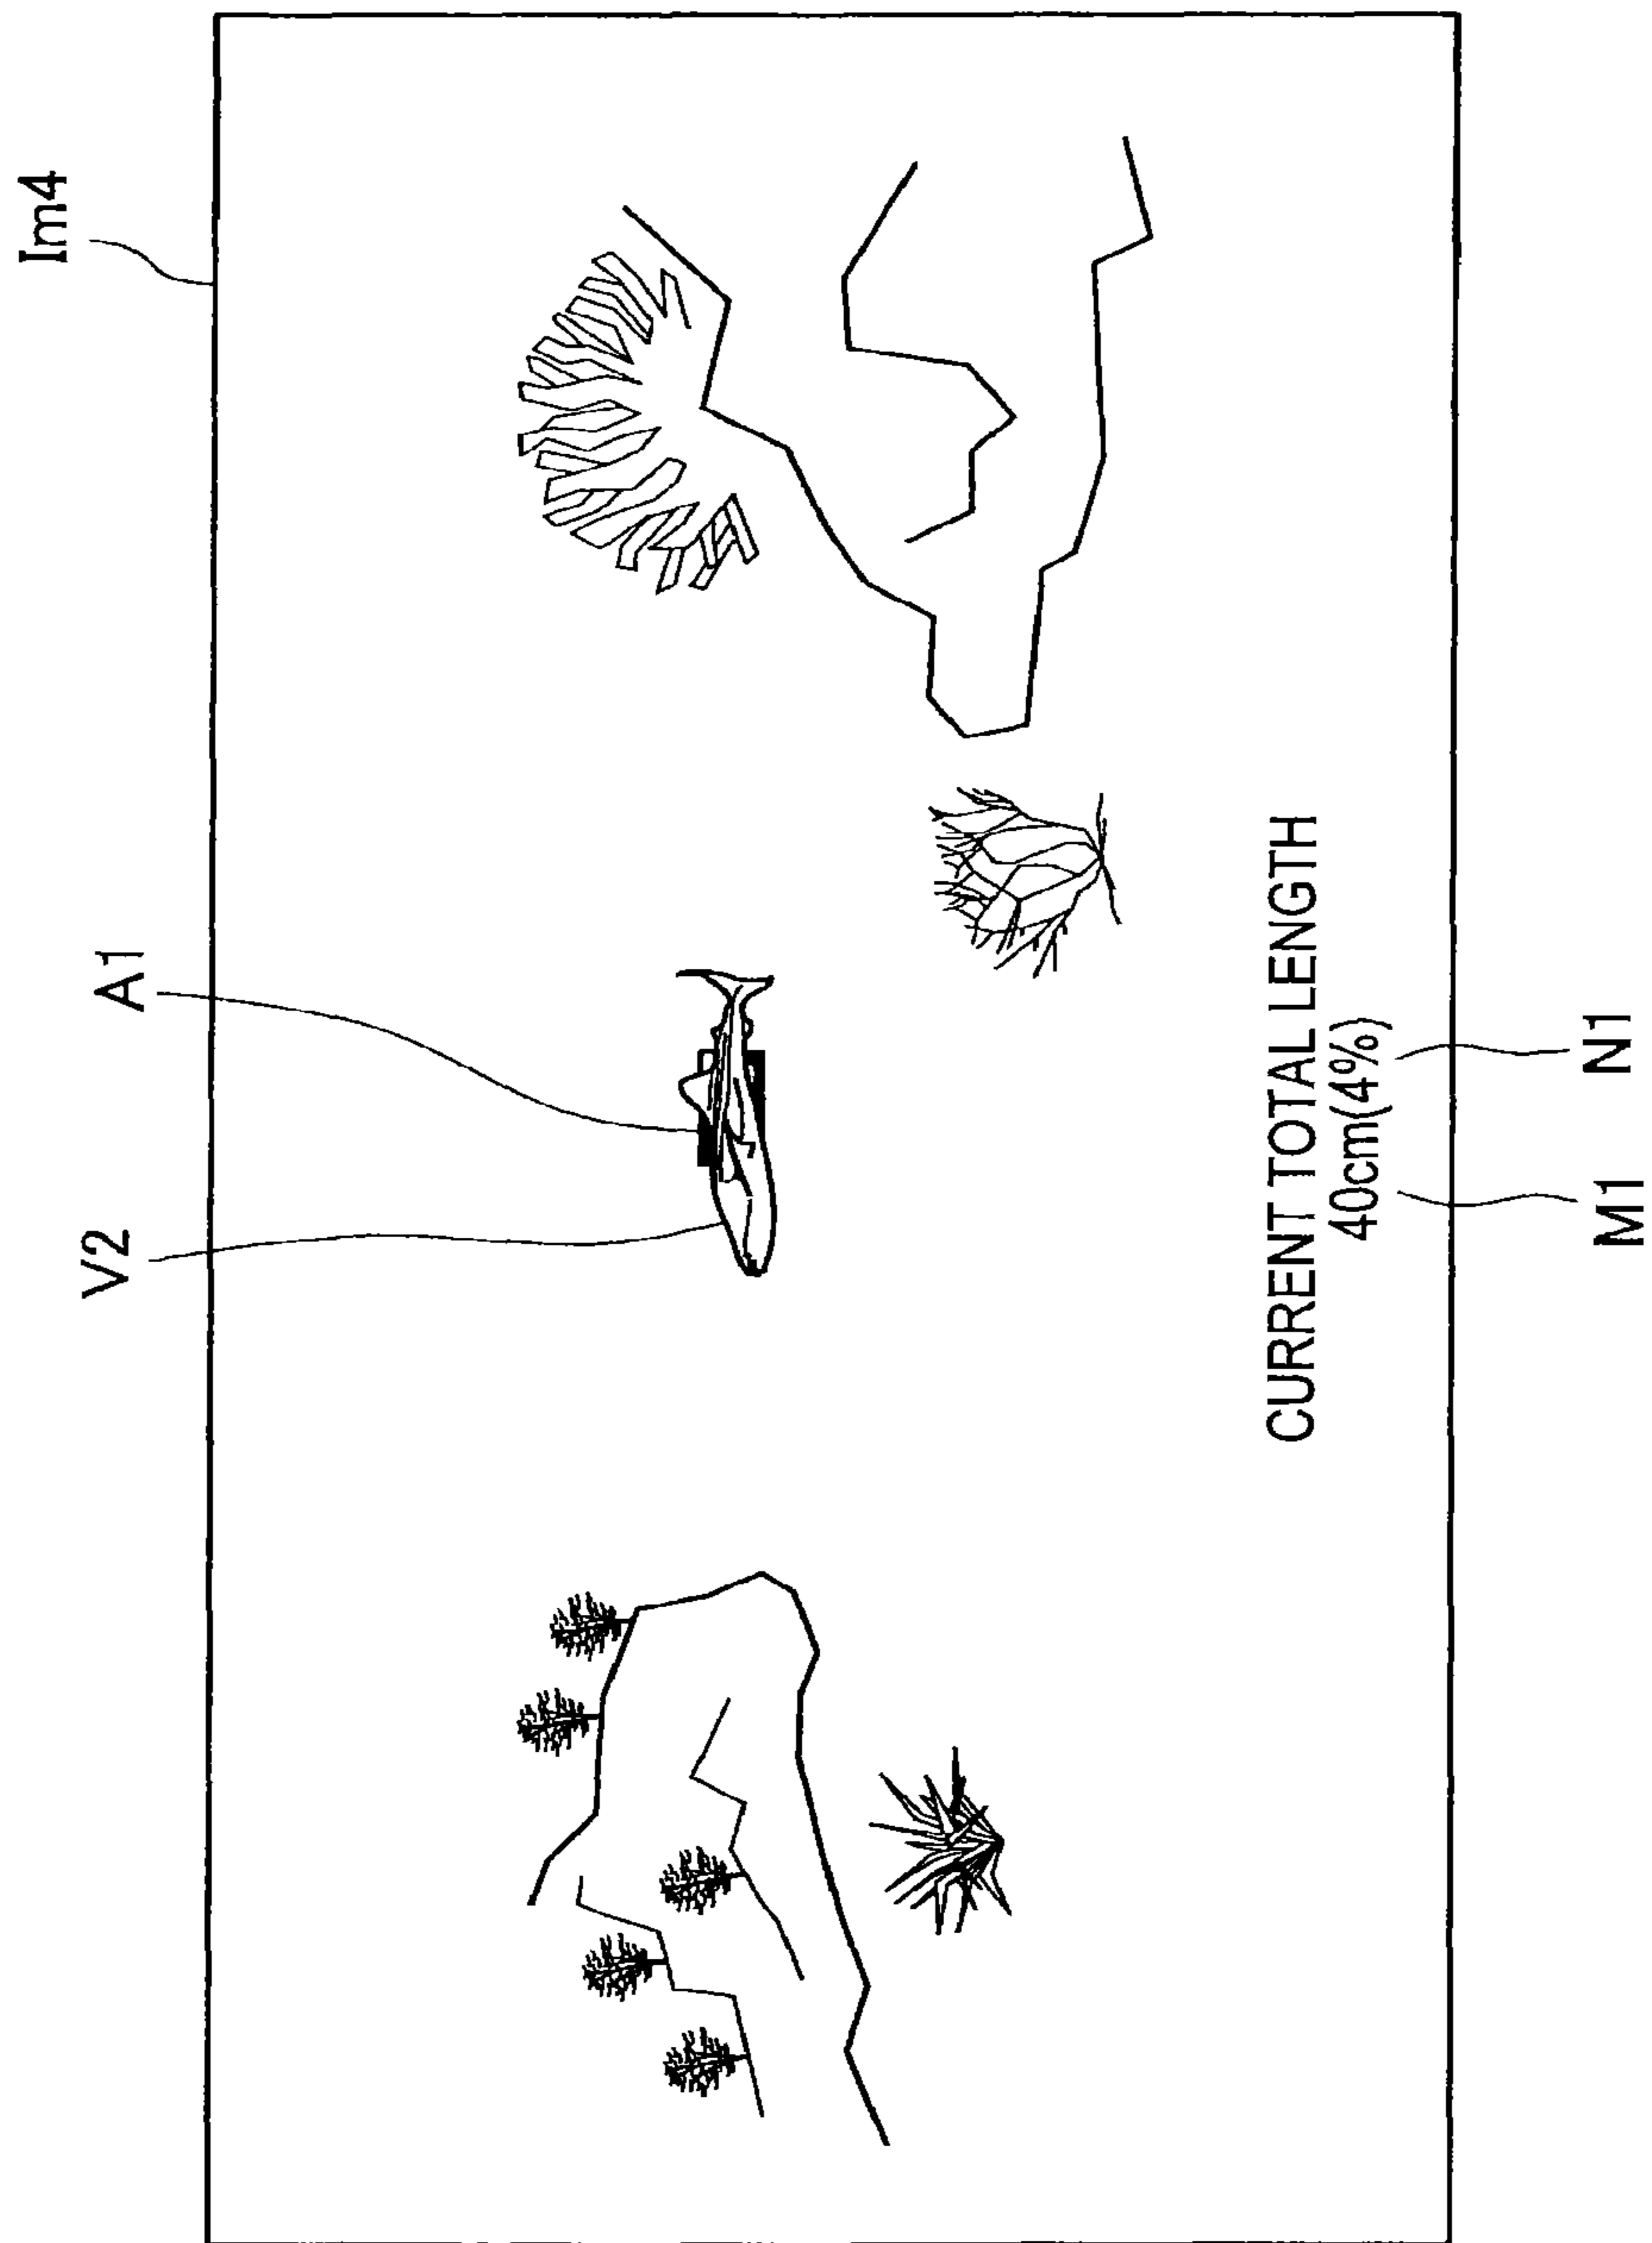 Im4
V2
A1
CURRENT TOTAL LENGTH
40cm(4%)
M1
N1